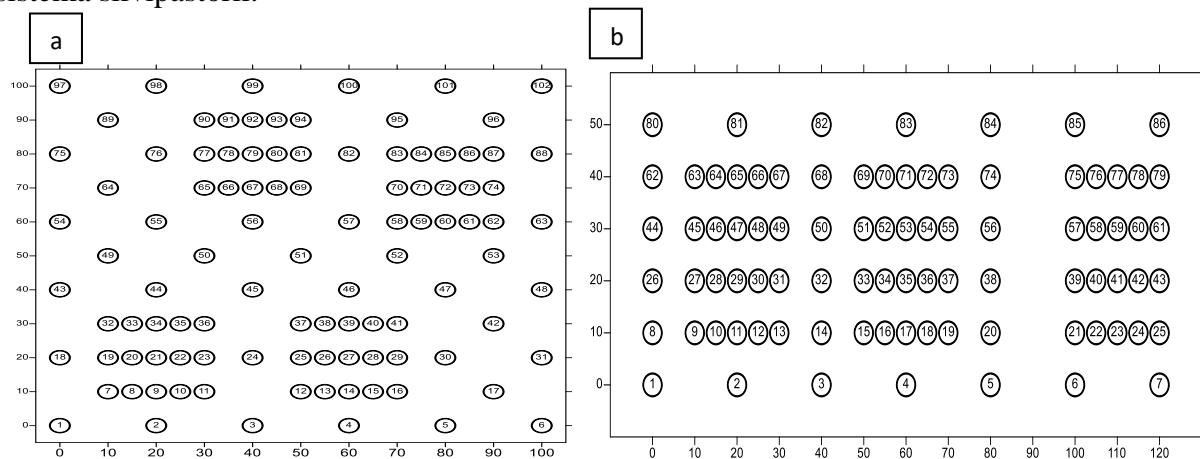 sistema silvipastoril.
a
100 97 98 99 100 101 102
90 89 90 91 92 93 94 95 96
80 75 76 77 78 79 80 81 82 83 84 85 86 87 88
70 64 65 66 67 68 69 70 71 72 73 74
60 54 55 56 57 58 59 60 61 62 63
50 49 50 51 52 53
40 43 44 45 46 47 48
30 32 33 34 35 36 37 38 39 40 41 42
20 18 19 20 21 22 23 24 25 26 27 28 29 30 31
10 7 8 9 10 11 12 13 14 15 16 17
0 1 2 3 4 5 6
0 10 20 30 40 50 60 70 80 90 100
b
50 80 81 82 83 84 85 86
40 62 63 64 65 66 67 68 69 70 71 72 73 74 75 76 77 78 79
30 44 45 46 47 48 49 50 51 52 53 54 55 56 57 58 59 60 61
20 26 27 28 29 30 31 32 33 34 35 36 37 38 39 40 41 42 43
10 8 9 10 11 12 13 14 15 16 17 18 19 20 21 22 23 24 25
0 1 2 3 4 5 6 7
0 10 20 30 40 50 60 70 80 90 100 110 120